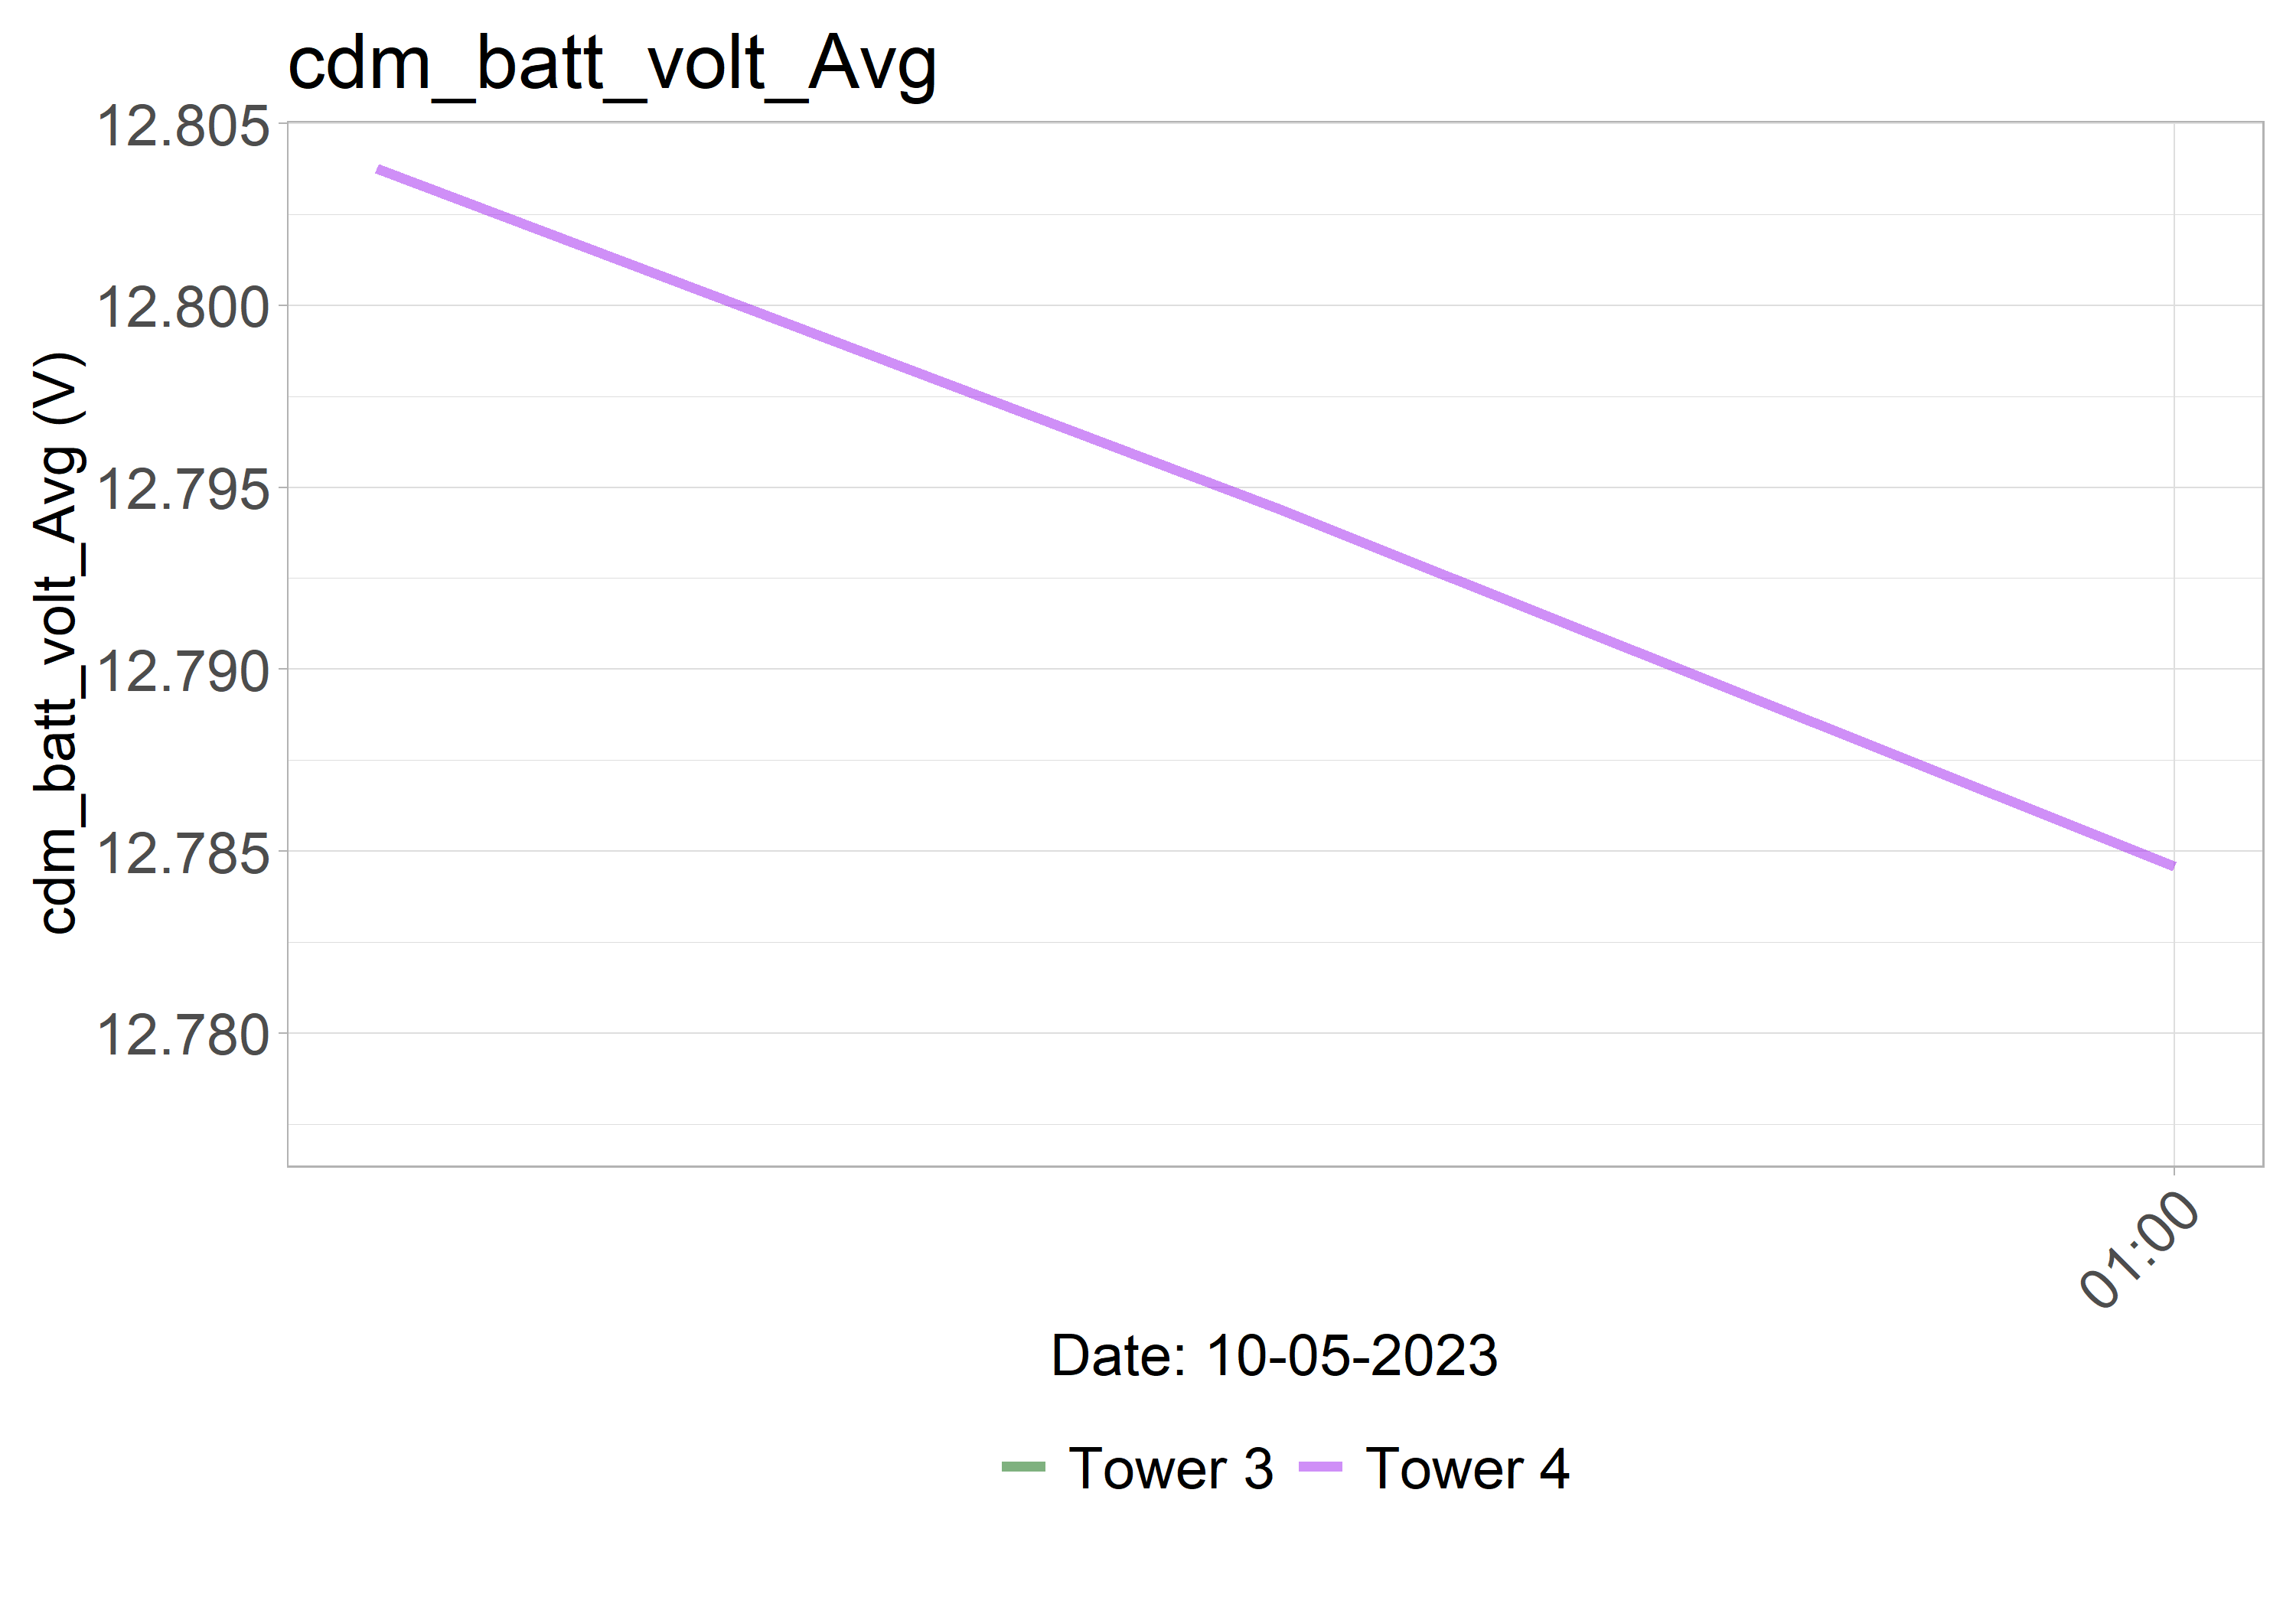 cdm_batt_volt_Avg
cdm_batt_volt_Avg (V)
12.805
12.800
12.795
12.790
12.785
12.780
01:00
Date: 10-05-2023
Tower 3 Tower 4